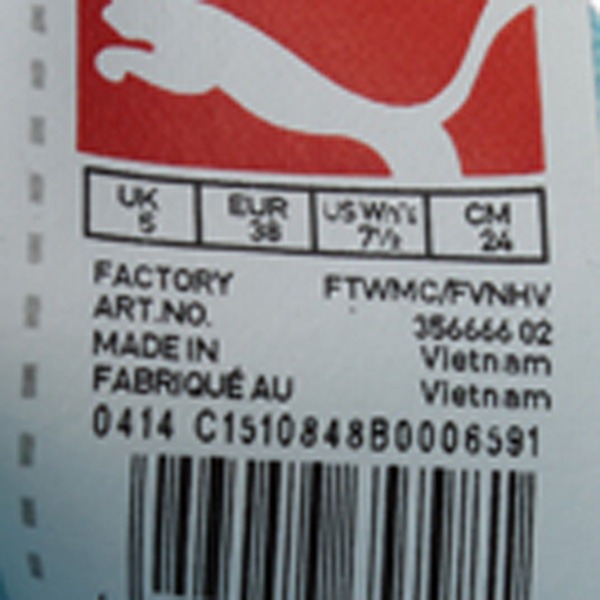 UK EUR US Wn's CM
5 38 7½ 24
FACTORY FTWMC/FVNHV
ART.NO. 356666 02
MADE IN Vietnam
FABRIQUÉ AU Vietnam
0414 C1510848B0006591